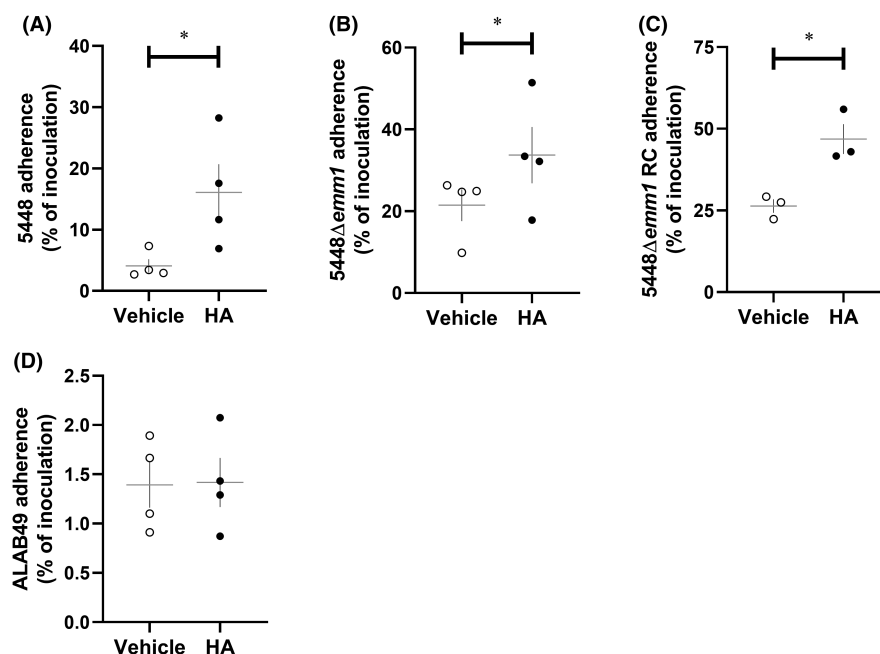 (A)
*
40
30
20
10
0
5448 adherence
(% of inoculation)
Vehicle HA
(B)
*
60
40
20
0
5448Δemm1 adherence
(% of inoculation)
Vehicle HA
(C)
*
75
50
25
0
5448Δemm1 RC adherence
(% of inoculation)
Vehicle HA
(D)
2.5
2.0
1.5
1.0
0.5
0.0
ALAB49 adherence
(% of inoculation)
Vehicle HA